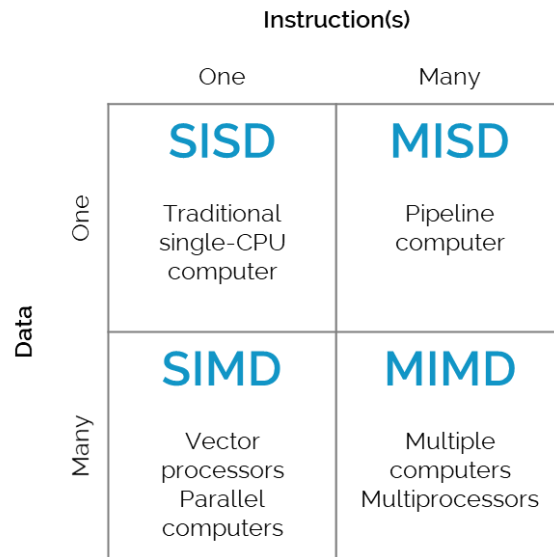 Instruction(s)
One
Many
Data
One
SISD
Traditional
single-CPU
computer
MISD
Pipeline
computer
Many
SIMD
Vector
processors
Parallel
computers
MIMD
Multiple
computers
Multiprocessors